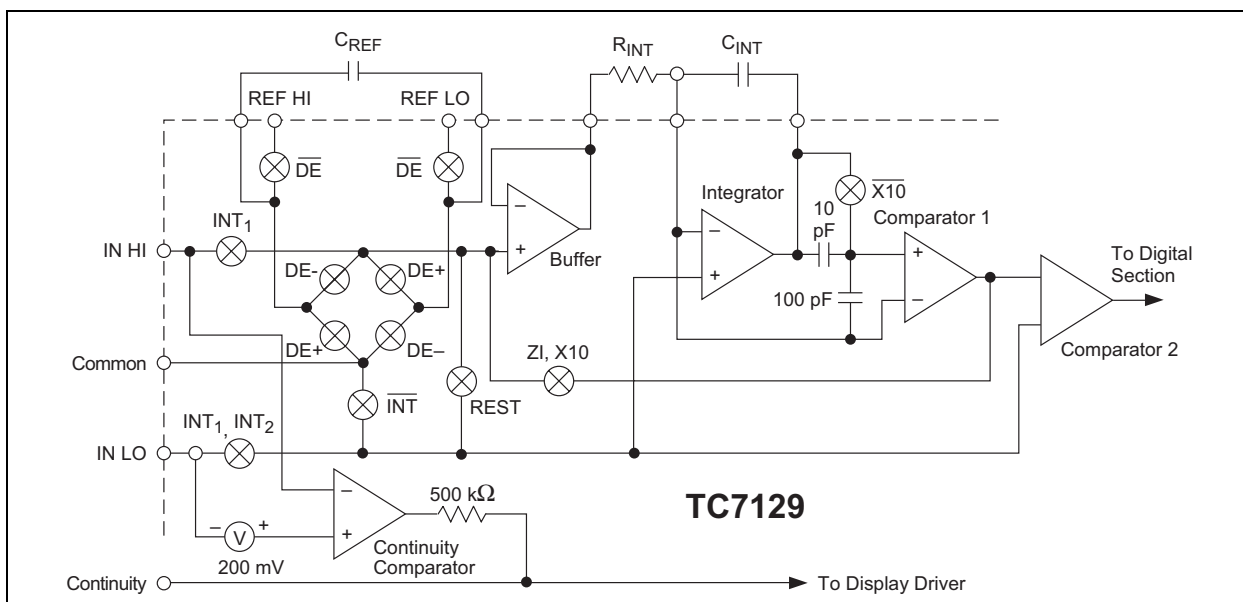 CREF
RINT
CINT
REF HI
REF LO
DE
DE
X10
INT1
IN HI
Buffer
Integrator
10
pF
Comparator 1
To Digital
Section
DE-
DE+
100 pF
DE+
DE–
Comparator 2
Common
ZI, X10
INT
REST
INT1, INT2
IN LO
500 kΩ
TC7129
– V +
200 mV
Continuity
Comparator
Continuity
To Display Driver
− +
− +
+ −
− +